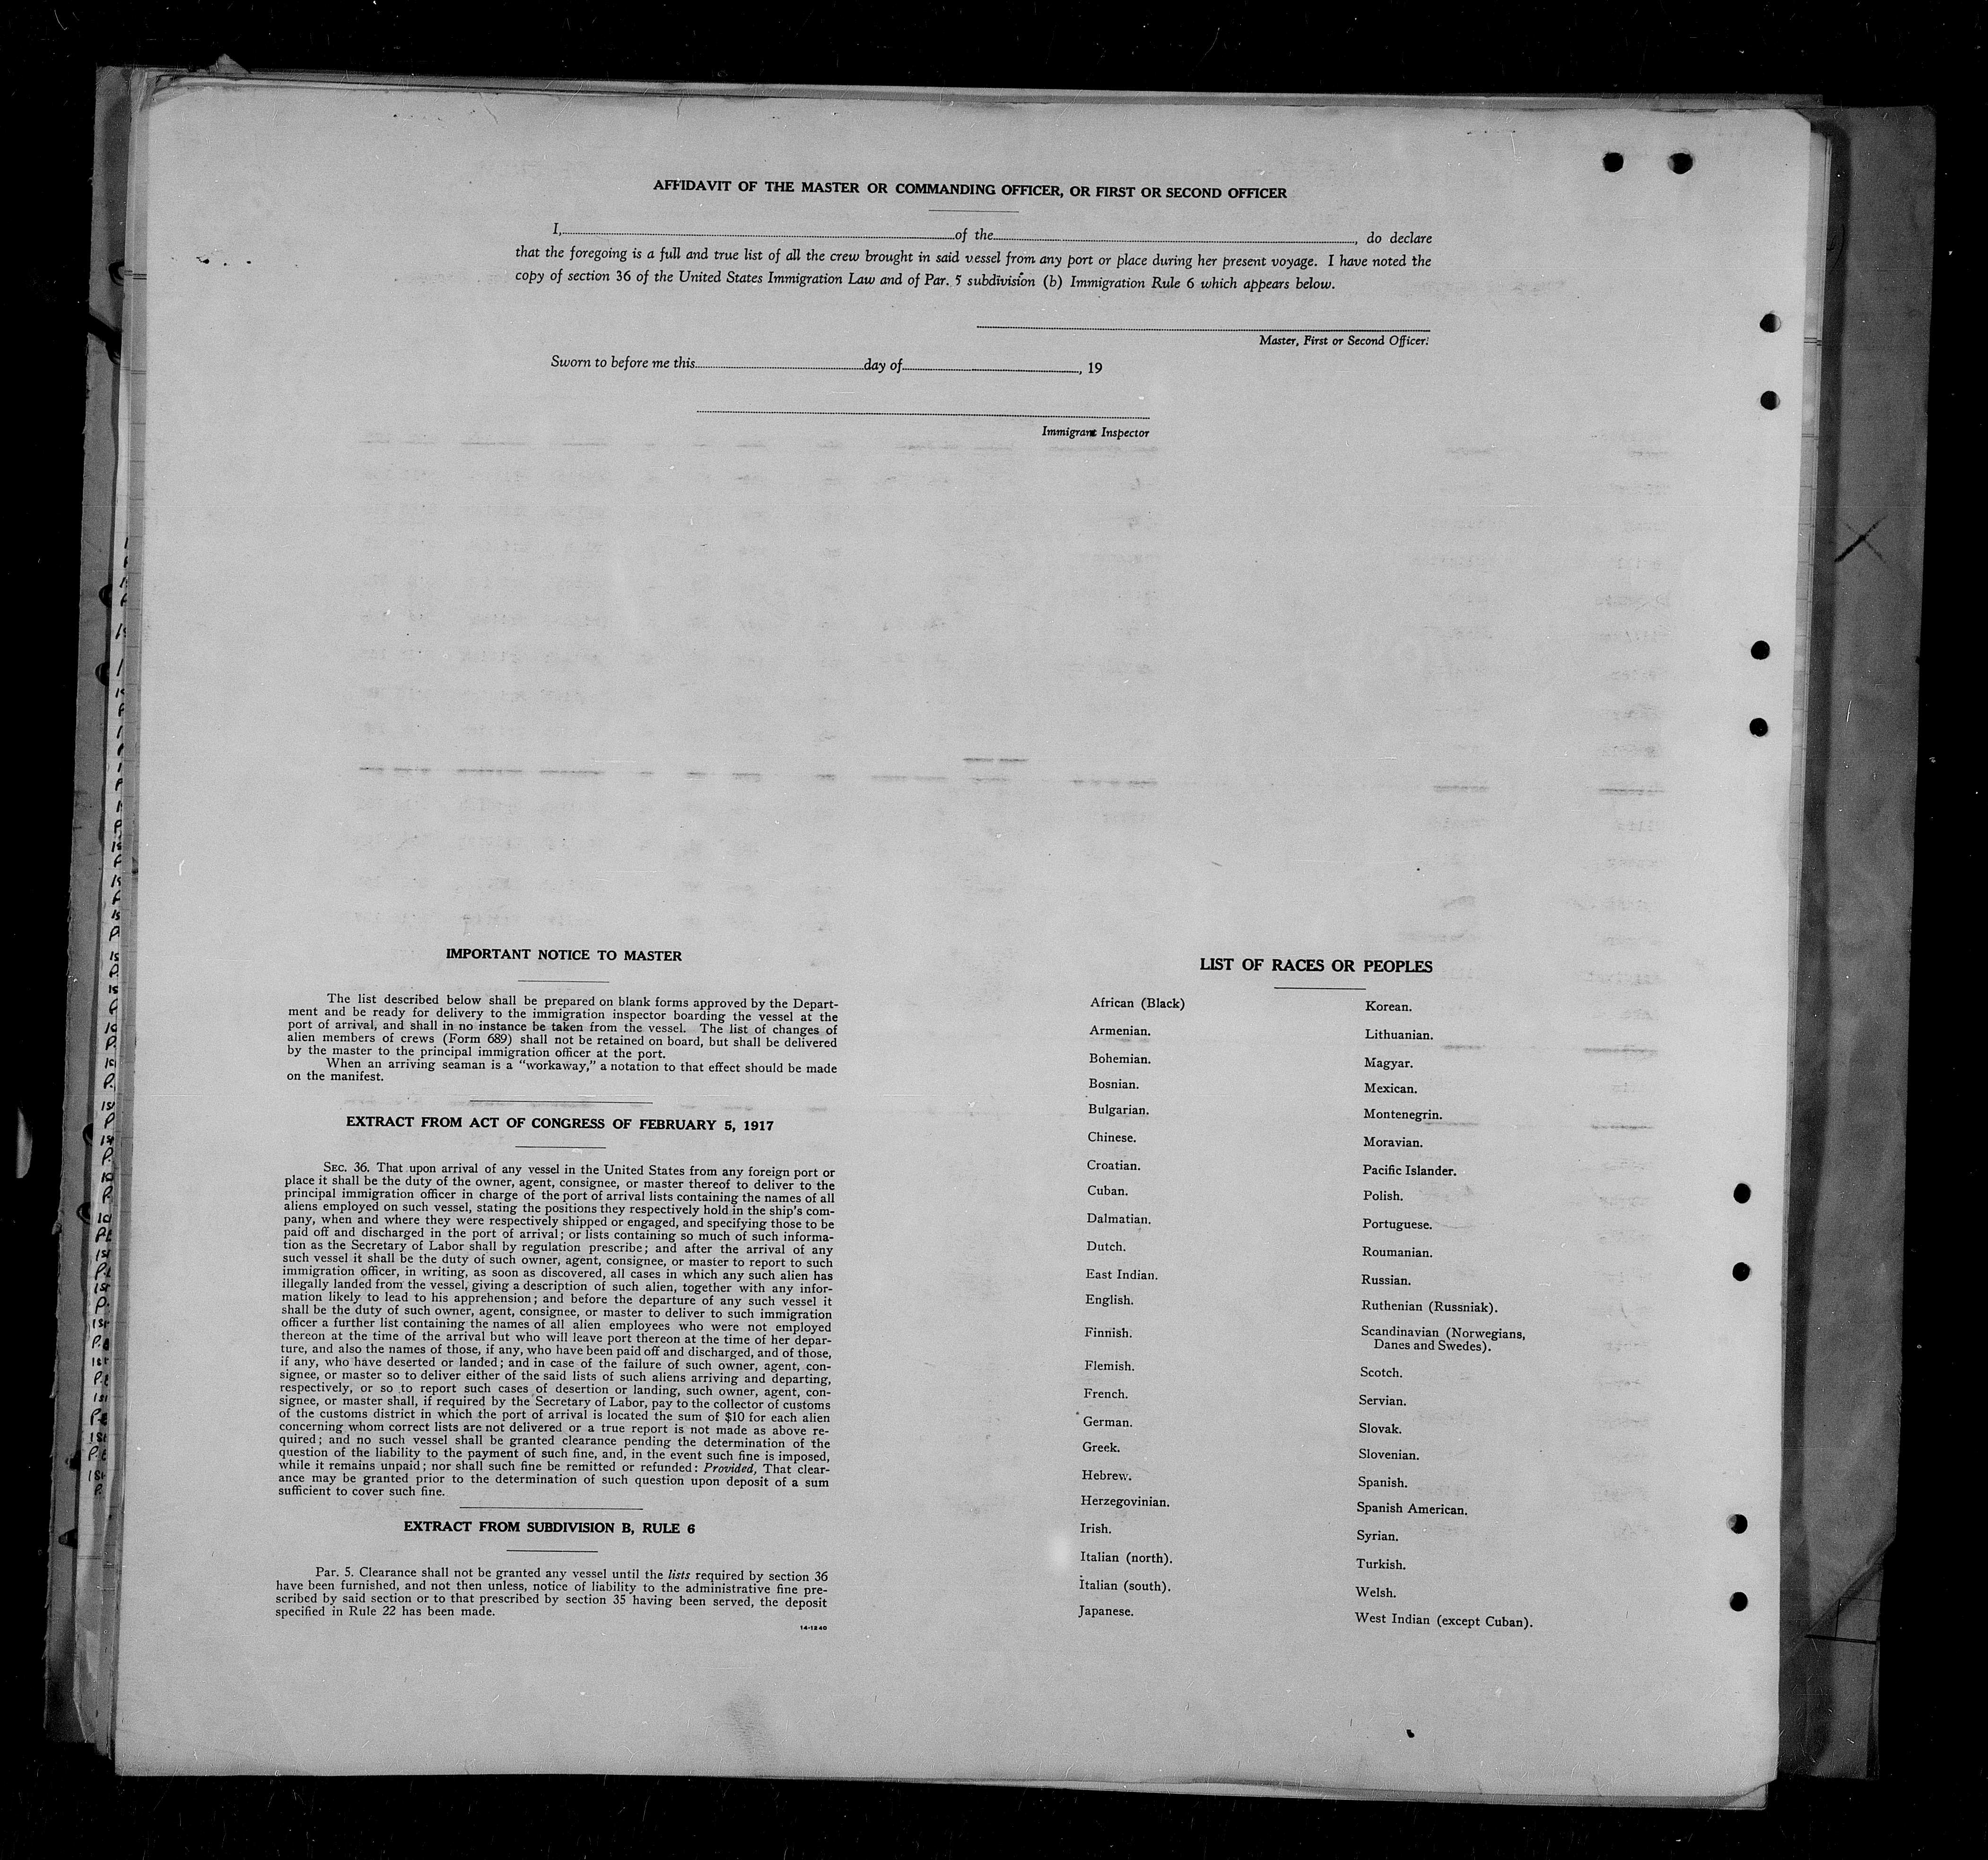 AFFIDAVIT OF THE MASTER OR COMMANDING OFFICER, OR FIRST OR SECOND OFFICER
I, of the , do declare
that the foregoing is a full and true list of all the crew brought in said vessel from any port or place during her present voyage. I have noted the
copy of section 36 of the United States Immigration Law and of Par. 5 subdivision (b) Immigration Rule 6 which appears below.
Master, First or Second Officer.
Sworn to before me this day of , 19
Immigrant Inspector
IMPORTANT NOTICE TO MASTER
The list described below shall be prepared on blank forms approved by the Depart-
ment and be ready for delivery to the immigration inspector boarding the vessel at the
port of arrival, and shall in no instance be taken from the vessel. The list of changes of
alien members of crews (Form 689) shall not be retained on board, but shall be delivered
by the master to the principal immigration officer at the port.
When an arriving seaman is a “workaway,” a notation to that effect should be made
on the manifest.
EXTRACT FROM ACT OF CONGRESS OF FEBRUARY 5, 1917
SEC. 36. That upon arrival of any vessel in the United States from any foreign port or
place it shall be the duty of the owner, agent, consignee, or master thereof to deliver to the
principal immigration officer in charge of the port of arrival lists containing the names of all
aliens employed on such vessel, stating the positions they respectively hold in the ship's com-
pany, when and where they were respectively shipped or engaged, and specifying those to be
paid off and discharged in the port of arrival; or lists containing so much of such informa-
tion as the Secretary of Labor shall by regulation prescribe; and after the arrival of any
such vessel it shall be the duty of such owner, agent, consignee, or master to report to such
immigration officer, in writing, as soon as discovered, all cases in which any such alien has
illegally landed from the vessel, giving a description of such alien, together with any infor-
mation likely to lead to his apprehension; and before the departure of any such vessel it
shall be the duty of such owner, agent, consignee, or master to deliver to such immigration
officer a further list containing the names of all alien employees who were not employed
thereon at the time of the arrival but who will leave port thereon at the time of her depar-
ture, and also the names of those, if any, who have been paid off and discharged, and of those,
if any, who have deserted or landed; and in case of the failure of such owner, agent, con-
signee, or master so to deliver either of the said lists of such aliens arriving and departing,
respectively, or so to report such cases of desertion or landing, such owner, agent, con-
signee, or master shall, if required by the Secretary of Labor, pay to the collector of customs
of the customs district in which the port of arrival is located the sum of $10 for each alien
concerning whom correct lists are not delivered or a true report is not made as above re-
quired; and no such vessel shall be granted clearance pending the determination of the
question of the liability to the payment of such fine, and, in the event such fine is imposed,
while it remains unpaid; nor shall such fine be remitted or refunded: Provided, That clear-
ance may be granted prior to the determination of such question upon deposit of a sum
sufficient to cover such fine.
EXTRACT FROM SUBDIVISION B, RULE 6
Par. 5. Clearance shall not be granted any vessel until the lists required by section 36
have been furnished, and not then unless, notice of liability to the administrative fine pre-
scribed by said section or to that prescribed by section 35 having been served, the deposit
specified in Rule 22 has been made.
14-1240
LIST OF RACES OR PEOPLES
African (Black)
Armenian.
Bohemian.
Bosnian.
Bulgarian.
Chinese.
Croatian.
Cuban.
Dalmatian.
Dutch.
East Indian.
English.
Finnish.
Flemish.
French.
German.
Greek.
Hebrew.
Herzegovinian.
Irish.
Italian (north).
Italian (south).
Japanese.
Korean.
Lithuanian.
Magyar.
Mexican.
Montenegrin.
Moravian.
Pacific Islander.
Polish.
Portuguese.
Roumanian.
Russian.
Ruthenian (Russniak).
Scandinavian (Norwegians,
Danes and Swedes).
Scotch.
Servian.
Slovak.
Slovenian.
Spanish.
Spanish American.
Syrian.
Turkish.
Welsh.
West Indian (except Cuban).